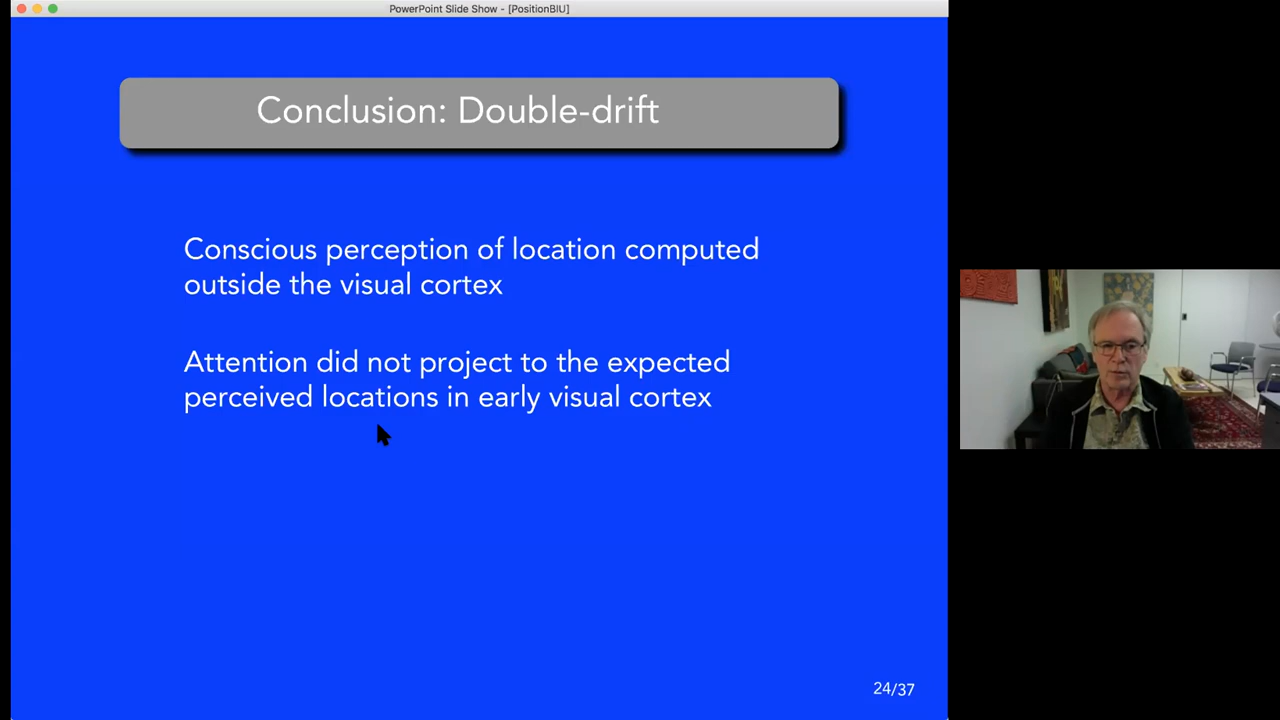 PowerPoint Slide Show - [PositionBIU]
Conclusion: Double-drift
Conscious perception of location computed
outside the visual cortex
Attention did not project to the expected
perceived locations in early visual cortex
24/37